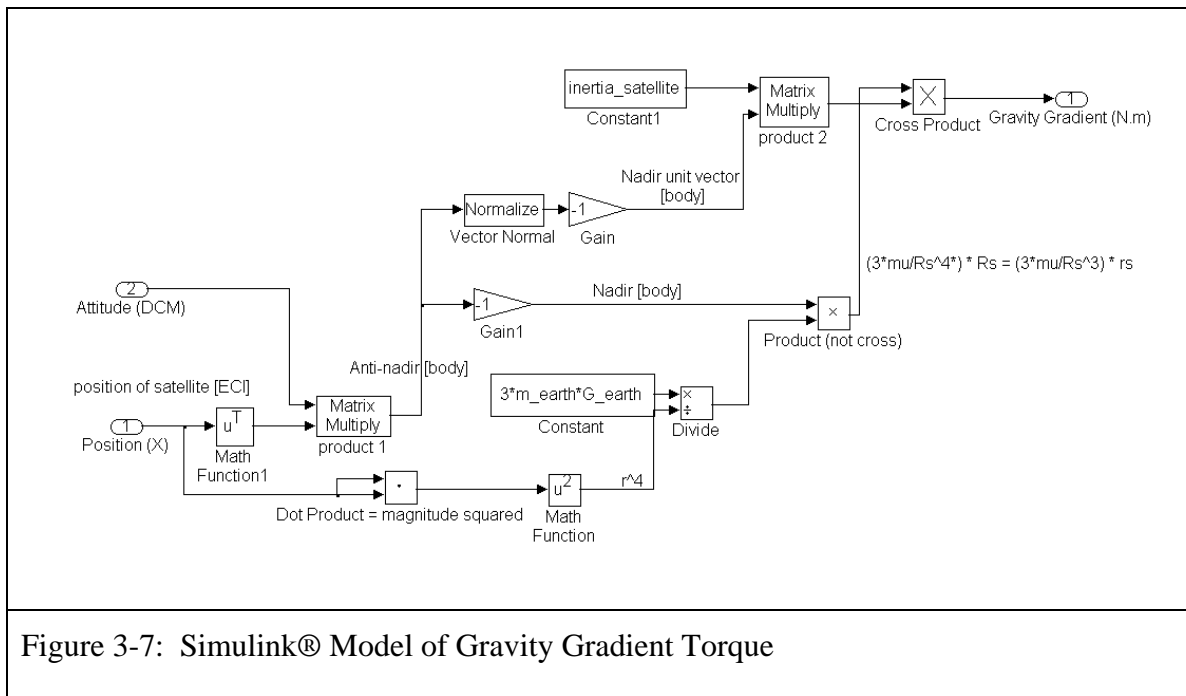 inertia_satellite
Constant1
Matrix
Multiply
product 2
Cross Product
1
Gravity Gradient (N.m)
Nadir unit vector
[body]
Normalize
Vector Normal
-1
Gain
(3*mu/Rs^4*) * Rs = (3*mu/Rs^3) * rs
2
Attitude (DCM)
-1
Gain1
Nadir [body]
×
Product (not cross)
Anti-nadir [body]
position of satellite [ECI]
3*m_earth*G_earth
Constant
×
÷
Divide
1
Position (X)
u^T
Math
Function1
Matrix
Multiply
product 1
Dot Product = magnitude squared
u^2
Math
Function
r^4
Figure 3-7: Simulink® Model of Gravity Gradient Torque